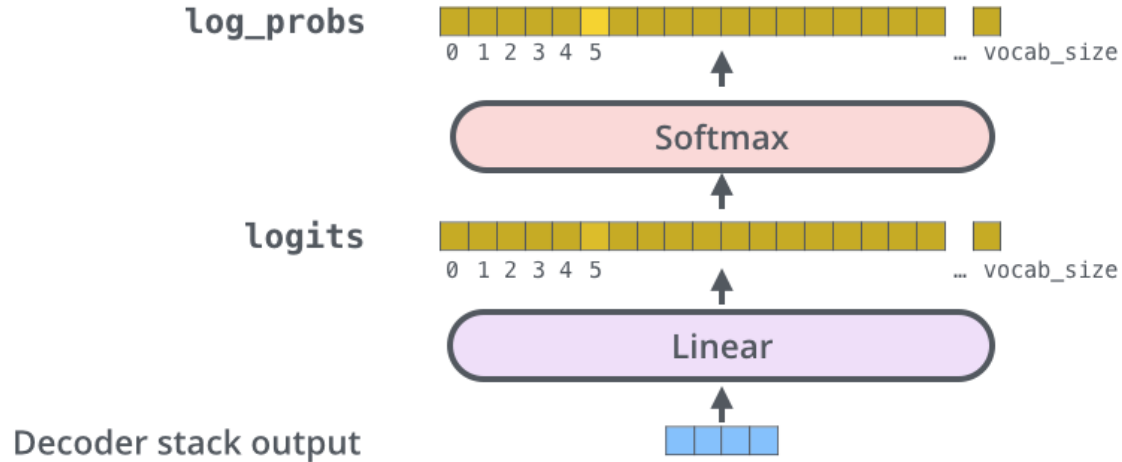 log_probs
0 1 2 3 4 5 … vocab_size
Softmax
logits
0 1 2 3 4 5 … vocab_size
Linear
Decoder stack output